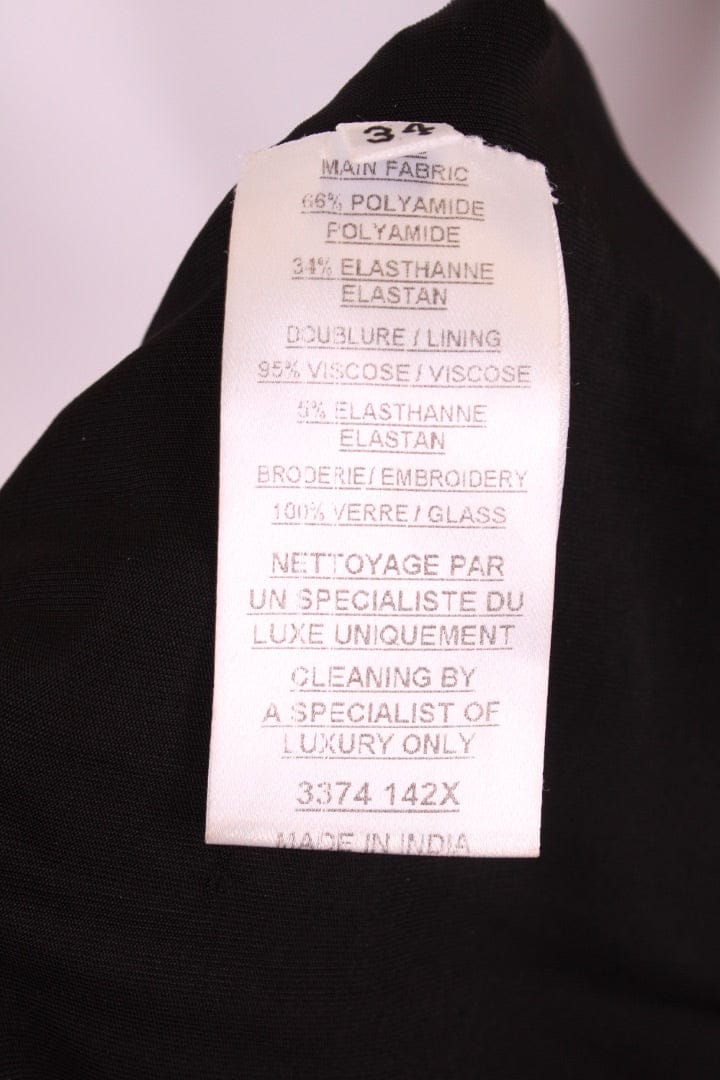 34
MAIN FABRIC
66% POLYAMIDE
POLYAMIDE
34% ELASTHANNE
ELASTAN
DOUBLURE / LINING
95% VISCOSE / VISCOSE
5% ELASTHANNE
ELASTAN
BRODERIE / EMBROIDERY
100% VERRE / GLASS
NETTOYAGE PAR
UN SPECIALISTE DU
LUXE UNIQUEMENT
CLEANING BY
A SPECIALIST OF
LUXURY ONLY
3374 142X
MADE IN INDIA